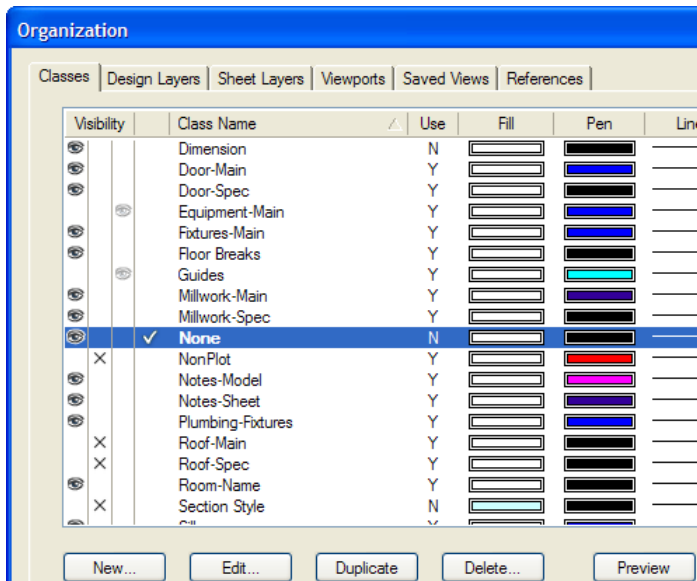 Organization
Classes Design Layers Sheet Layers Viewports Saved Views References
Visibility Class Name Use Fill Pen
Dimension N
Door-Main Y
Door-Spec Y
Equipment-Main Y
Fixtures-Main Y
Floor Breaks Y
Guides Y
Millwork-Main Y
Millwork-Spec Y
None N
NonPlot Y
Notes-Model Y
Notes-Sheet Y
Plumbing-Fixtures Y
Roof-Main Y
Roof-Spec Y
Room-Name Y
Section Style N
New... Edit... Duplicate Delete... Preview